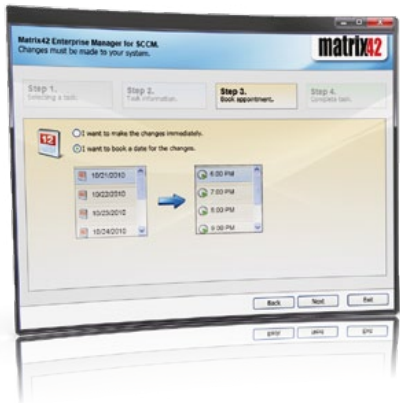 Matrix42 Enterprise Manager for SCCM.
Changes must be made to your system.
matrix42
Step 1.
Selecting a task.
Step 2.
Task information.
Step 3.
Book appointment.
Step 4.
Complete task.
12
I want to make the changes immediately.
I want to book a date for the changes.
10/21/2010
10/22/2010
10/23/2010
10/24/2010
6:00 PM
7:00 PM
8:00 PM
9:00 PM
Back
Next
Exit